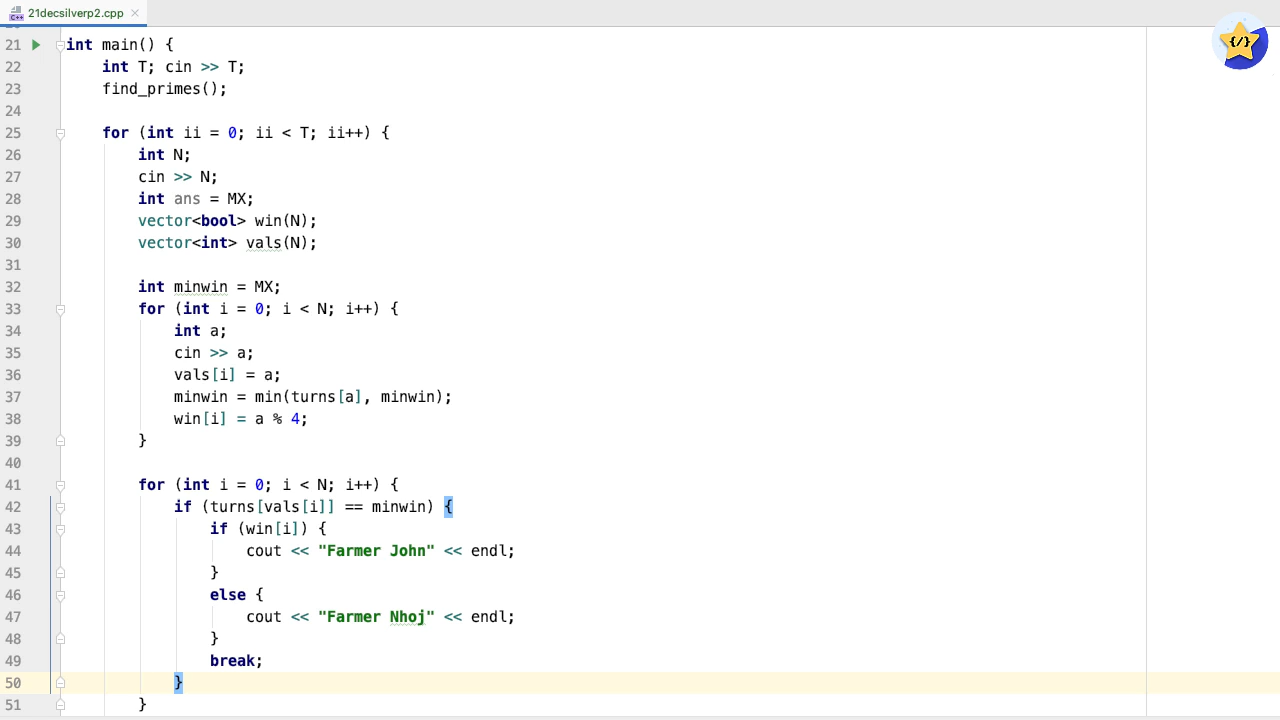 21decsilverp2.cpp
21 int main() {
22 int T; cin >> T;
23 find_primes();
24
25 for (int ii = 0; ii < T; ii++) {
26 int N;
27 cin >> N;
28 int ans = MX;
29 vector<bool> win(N);
30 vector<int> vals(N);
31
32 int minwin = MX;
33 for (int i = 0; i < N; i++) {
34 int a;
35 cin >> a;
36 vals[i] = a;
37 minwin = min(turns[a], minwin);
38 win[i] = a % 4;
39 }
40
41 for (int i = 0; i < N; i++) {
42 if (turns[vals[i]] == minwin) {
43 if (win[i]) {
44 cout << "Farmer John" << endl;
45 }
46 else {
47 cout << "Farmer Nhoj" << endl;
48 }
49 break;
50 }
51 }
{/}